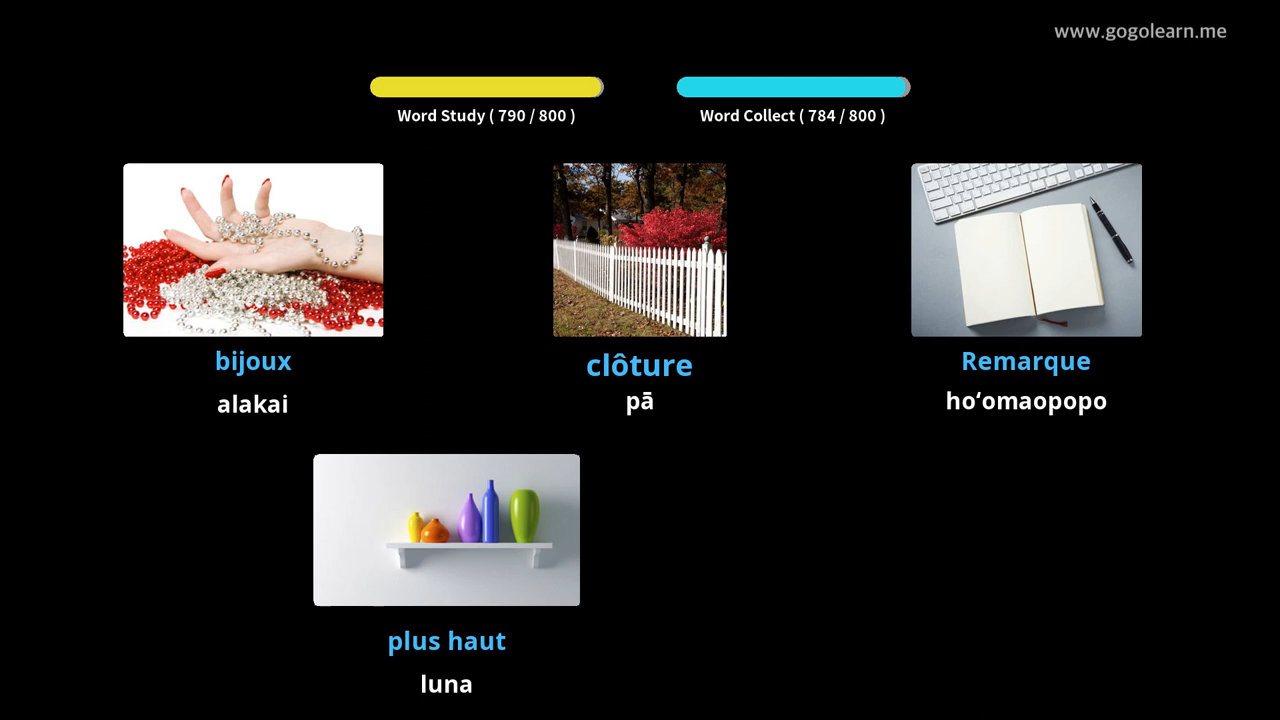 www.gogolearn.me
Word Study ( 790 / 800 )
Word Collect ( 784 / 800 )
bijoux
clôture
Remarque
alakai
pā
hoʻomaopopo
plus haut
luna